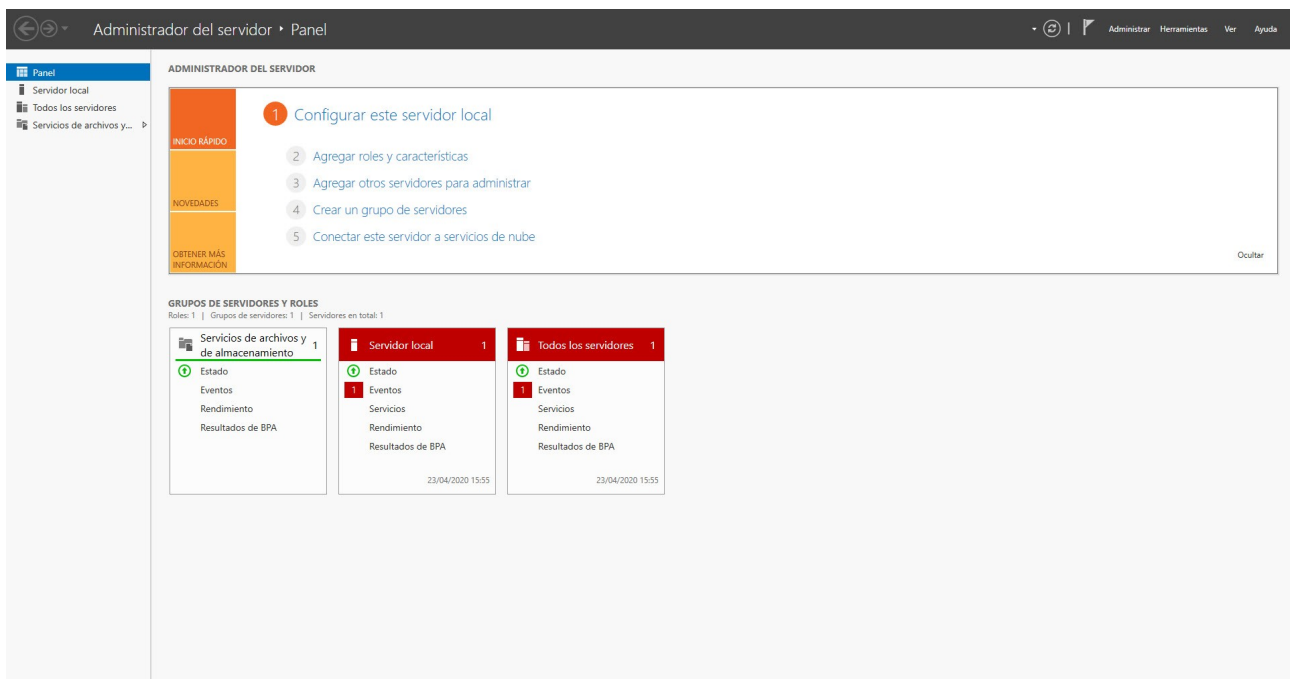 Administrador del servidor ‣ Panel
Administrar Herramientas Ver Ayuda
Panel
Servidor local
Todos los servidores
Servicios de archivos y...
ADMINISTRADOR DEL SERVIDOR
INICIO RÁPIDO
NOVEDADES
OBTENER MÁS
INFORMACIÓN
1 Configurar este servidor local
2 Agregar roles y características
3 Agregar otros servidores para administrar
4 Crear un grupo de servidores
5 Conectar este servidor a servicios de nube
Ocultar
GRUPOS DE SERVIDORES Y ROLES
Roles: 1 | Grupos de servidores: 1 | Servidores en total: 1
Servicios de archivos y
de almacenamiento
1
Estado
Eventos
Rendimiento
Resultados de BPA
Servidor local 1
Estado
1 Eventos
Servicios
Rendimiento
Resultados de BPA
23/04/2020 15:55
Todos los servidores 1
Estado
1 Eventos
Servicios
Rendimiento
Resultados de BPA
23/04/2020 15:55